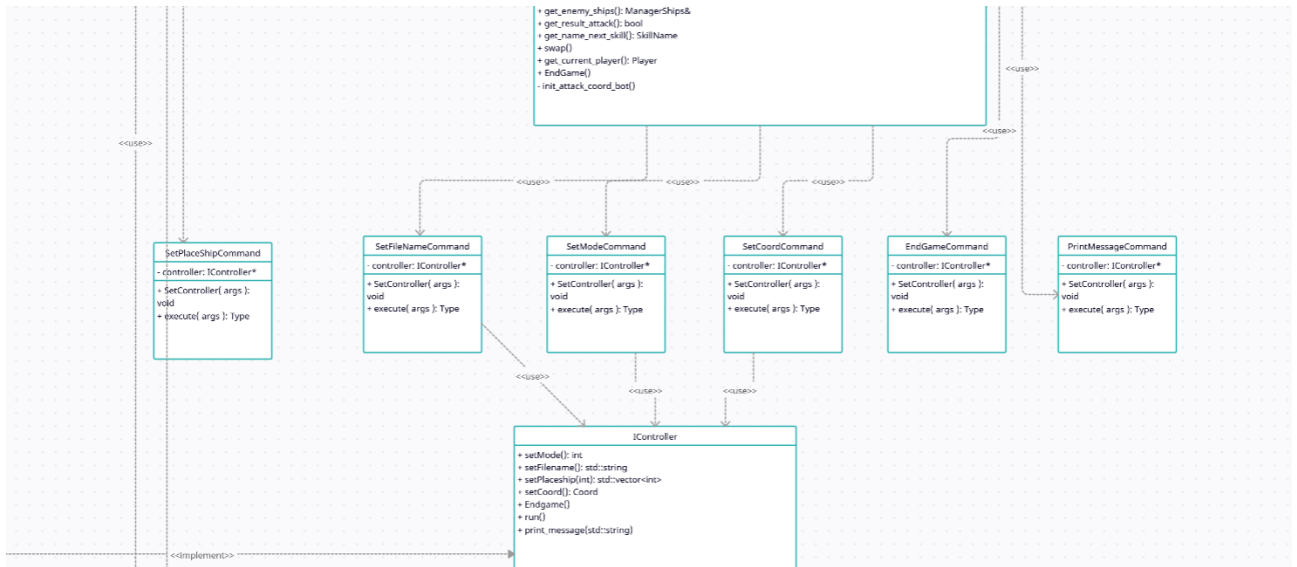 + get_enemy_ships(): ManagerShips&
+ get_result_attack(): bool
+ get_name_next_skill(): SkillName
+ swap()
+ get_current_player(): Player
+ EndGame()
- init_attack_coord_bot()
<<use>>
<<use>>
<<use>>
<<use>>
<<use>>
<<use>>
SetPlaceShipCommand
- controller: IController*
+ SetController( args ):
void
+ execute( args ): Type
SetFileNameCommand
- controller: IController*
+ SetController( args ):
void
+ execute( args ): Type
SetModeCommand
- controller: IController*
+ SetController( args ):
void
+ execute( args ): Type
SetCoordCommand
- controller: IController*
+ SetController( args ):
void
+ execute( args ): Type
EndGameCommand
- controller: IController*
+ SetController( args ):
void
+ execute( args ): Type
PrintMessageCommand
- controller: IController*
+ SetController( args ):
void
+ execute( args ): Type
<<use>>
<<use>>
<<use>>
IController
+ setMode(): int
+ setFilename(): std::string
+ setPlaceship(int): std::vector<int>
+ setCoord(): Coord
+ Endgame()
+ run()
+ print_message(std::string)
<<implement>>